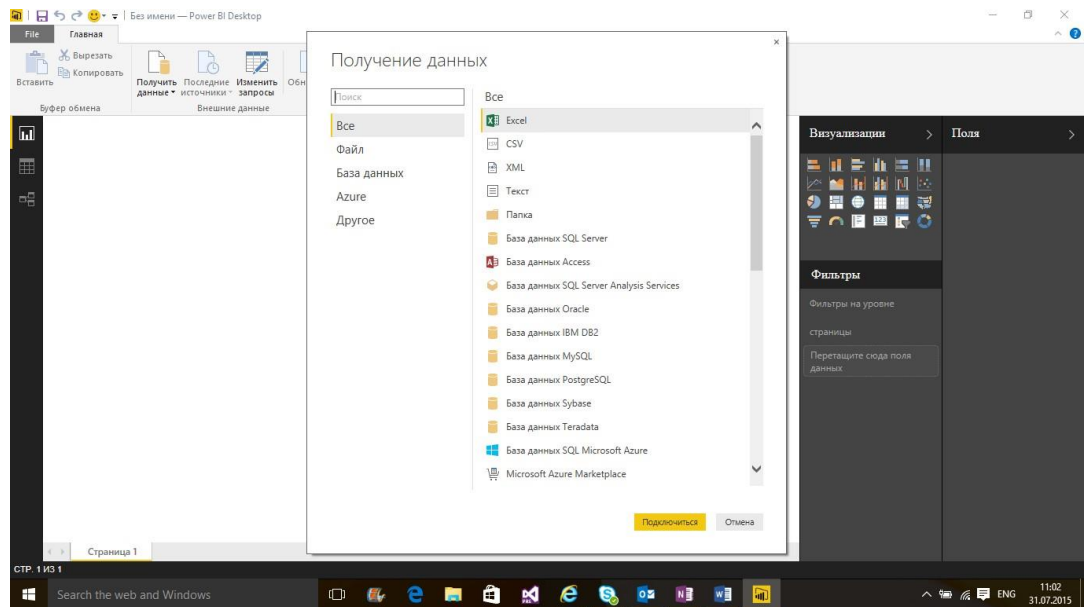 Без имени — Power BI Desktop
File Главная
Вставить
Вырезать
Копировать
Буфер обмена
Получить данные
Последние источники
Изменить запросы
Обн
Внешние данные
Получение данных
Поиск
Все
Файл
База данных
Azure
Другое
Все
Excel
CSV
XML
Текст
Папка
База данных SQL Server
База данных Access
База данных SQL Server Analysis Services
База данных Oracle
База данных IBM DB2
База данных MySQL
База данных PostgreSQL
База данных Sybase
База данных Teradata
База данных SQL Microsoft Azure
Microsoft Azure Marketplace
Подключиться Отмена
Визуализации
Поля
Фильтры
Фильтры на уровне
страницы
Перетащите сюда поля
данных
Страница 1
СТР. 1 ИЗ 1
Search the web and Windows
ENG
11:02
31.07.2015